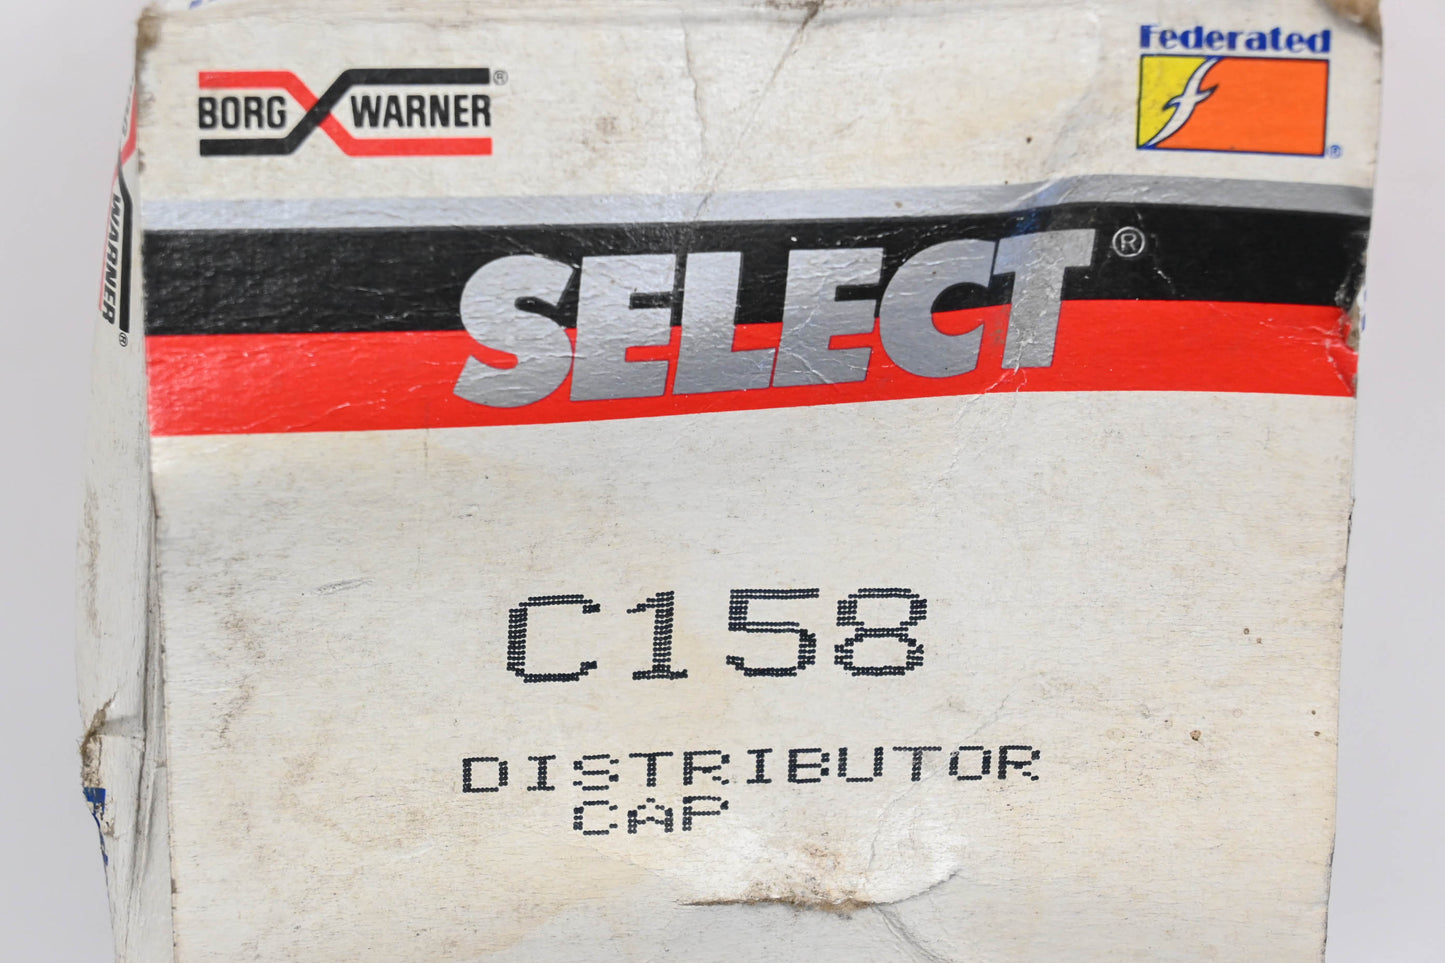 BORG WARNER ®
Federated
f ®
SELECT ®
WARNER ®
C158
DISTRIBUTOR
CAP